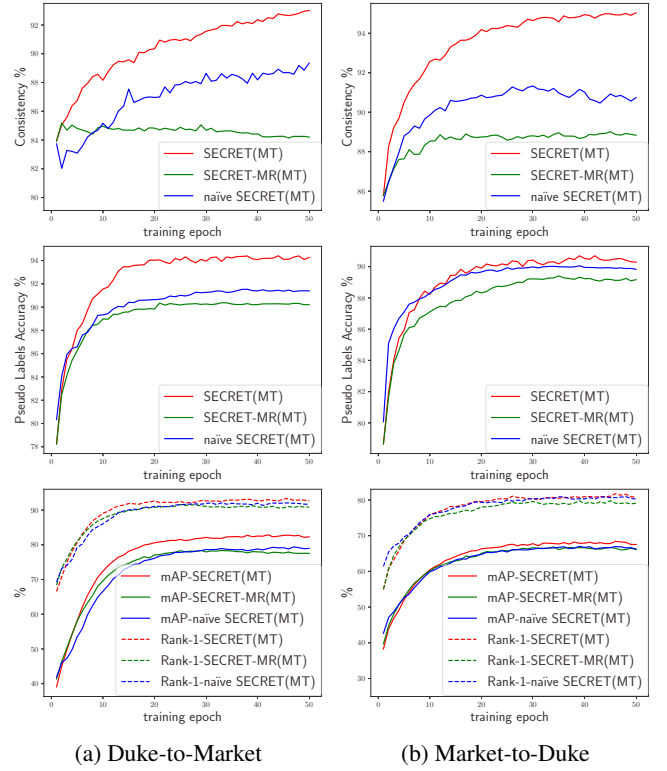 92
90
88
86
84
82
80
Consistency %
SECRET(MT)
SECRET-MR(MT)
naïve SECRET(MT)
0 10 20 30 40 50
training epoch
94
92
90
88
86
Consistency %
SECRET(MT)
SECRET-MR(MT)
naïve SECRET(MT)
0 10 20 30 40 50
training epoch
94
92
90
88
86
84
82
80
78
Pseudo Labels Accuracy %
SECRET(MT)
SECRET-MR(MT)
naïve SECRET(MT)
0 10 20 30 40 50
training epoch
90
88
86
84
82
80
78
Pseudo Labels Accuracy %
SECRET(MT)
SECRET-MR(MT)
naïve SECRET(MT)
0 10 20 30 40 50
training epoch
90
80
70
60
50
40
%
mAP-SECRET(MT)
mAP-SECRET-MR(MT)
mAP-naïve SECRET(MT)
Rank-1-SECRET(MT)
Rank-1-SECRET-MR(MT)
Rank-1-naïve SECRET(MT)
0 10 20 30 40 50
training epoch
80
70
60
50
40
30
%
mAP-SECRET(MT)
mAP-SECRET-MR(MT)
mAP-naïve SECRET(MT)
Rank-1-SECRET(MT)
Rank-1-SECRET-MR(MT)
Rank-1-naïve SECRET(MT)
0 10 20 30 40 50
training epoch
(a) Duke-to-Market
(b) Market-to-Duke